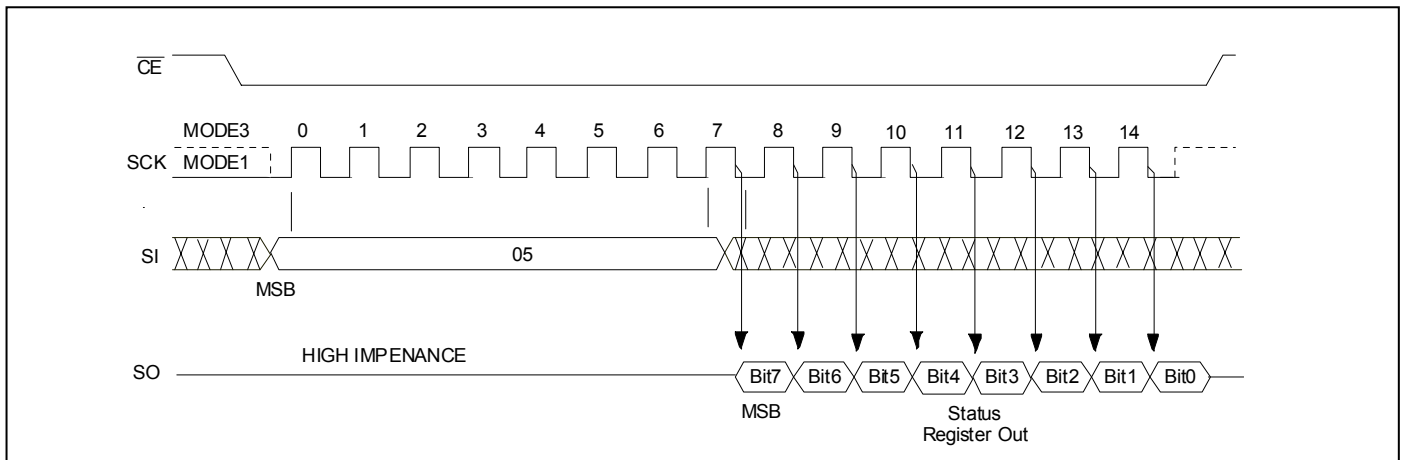 CE
MODE3 0 1 2 3 4 5 6 7 8 9 10 11 12 13 14
SCK MODE1
SI 05
MSB
HIGH IMPENANCE
SO Bit7 Bit6 Bit5 Bit4 Bit3 Bit2 Bit1 Bit0
MSB Status
Register Out